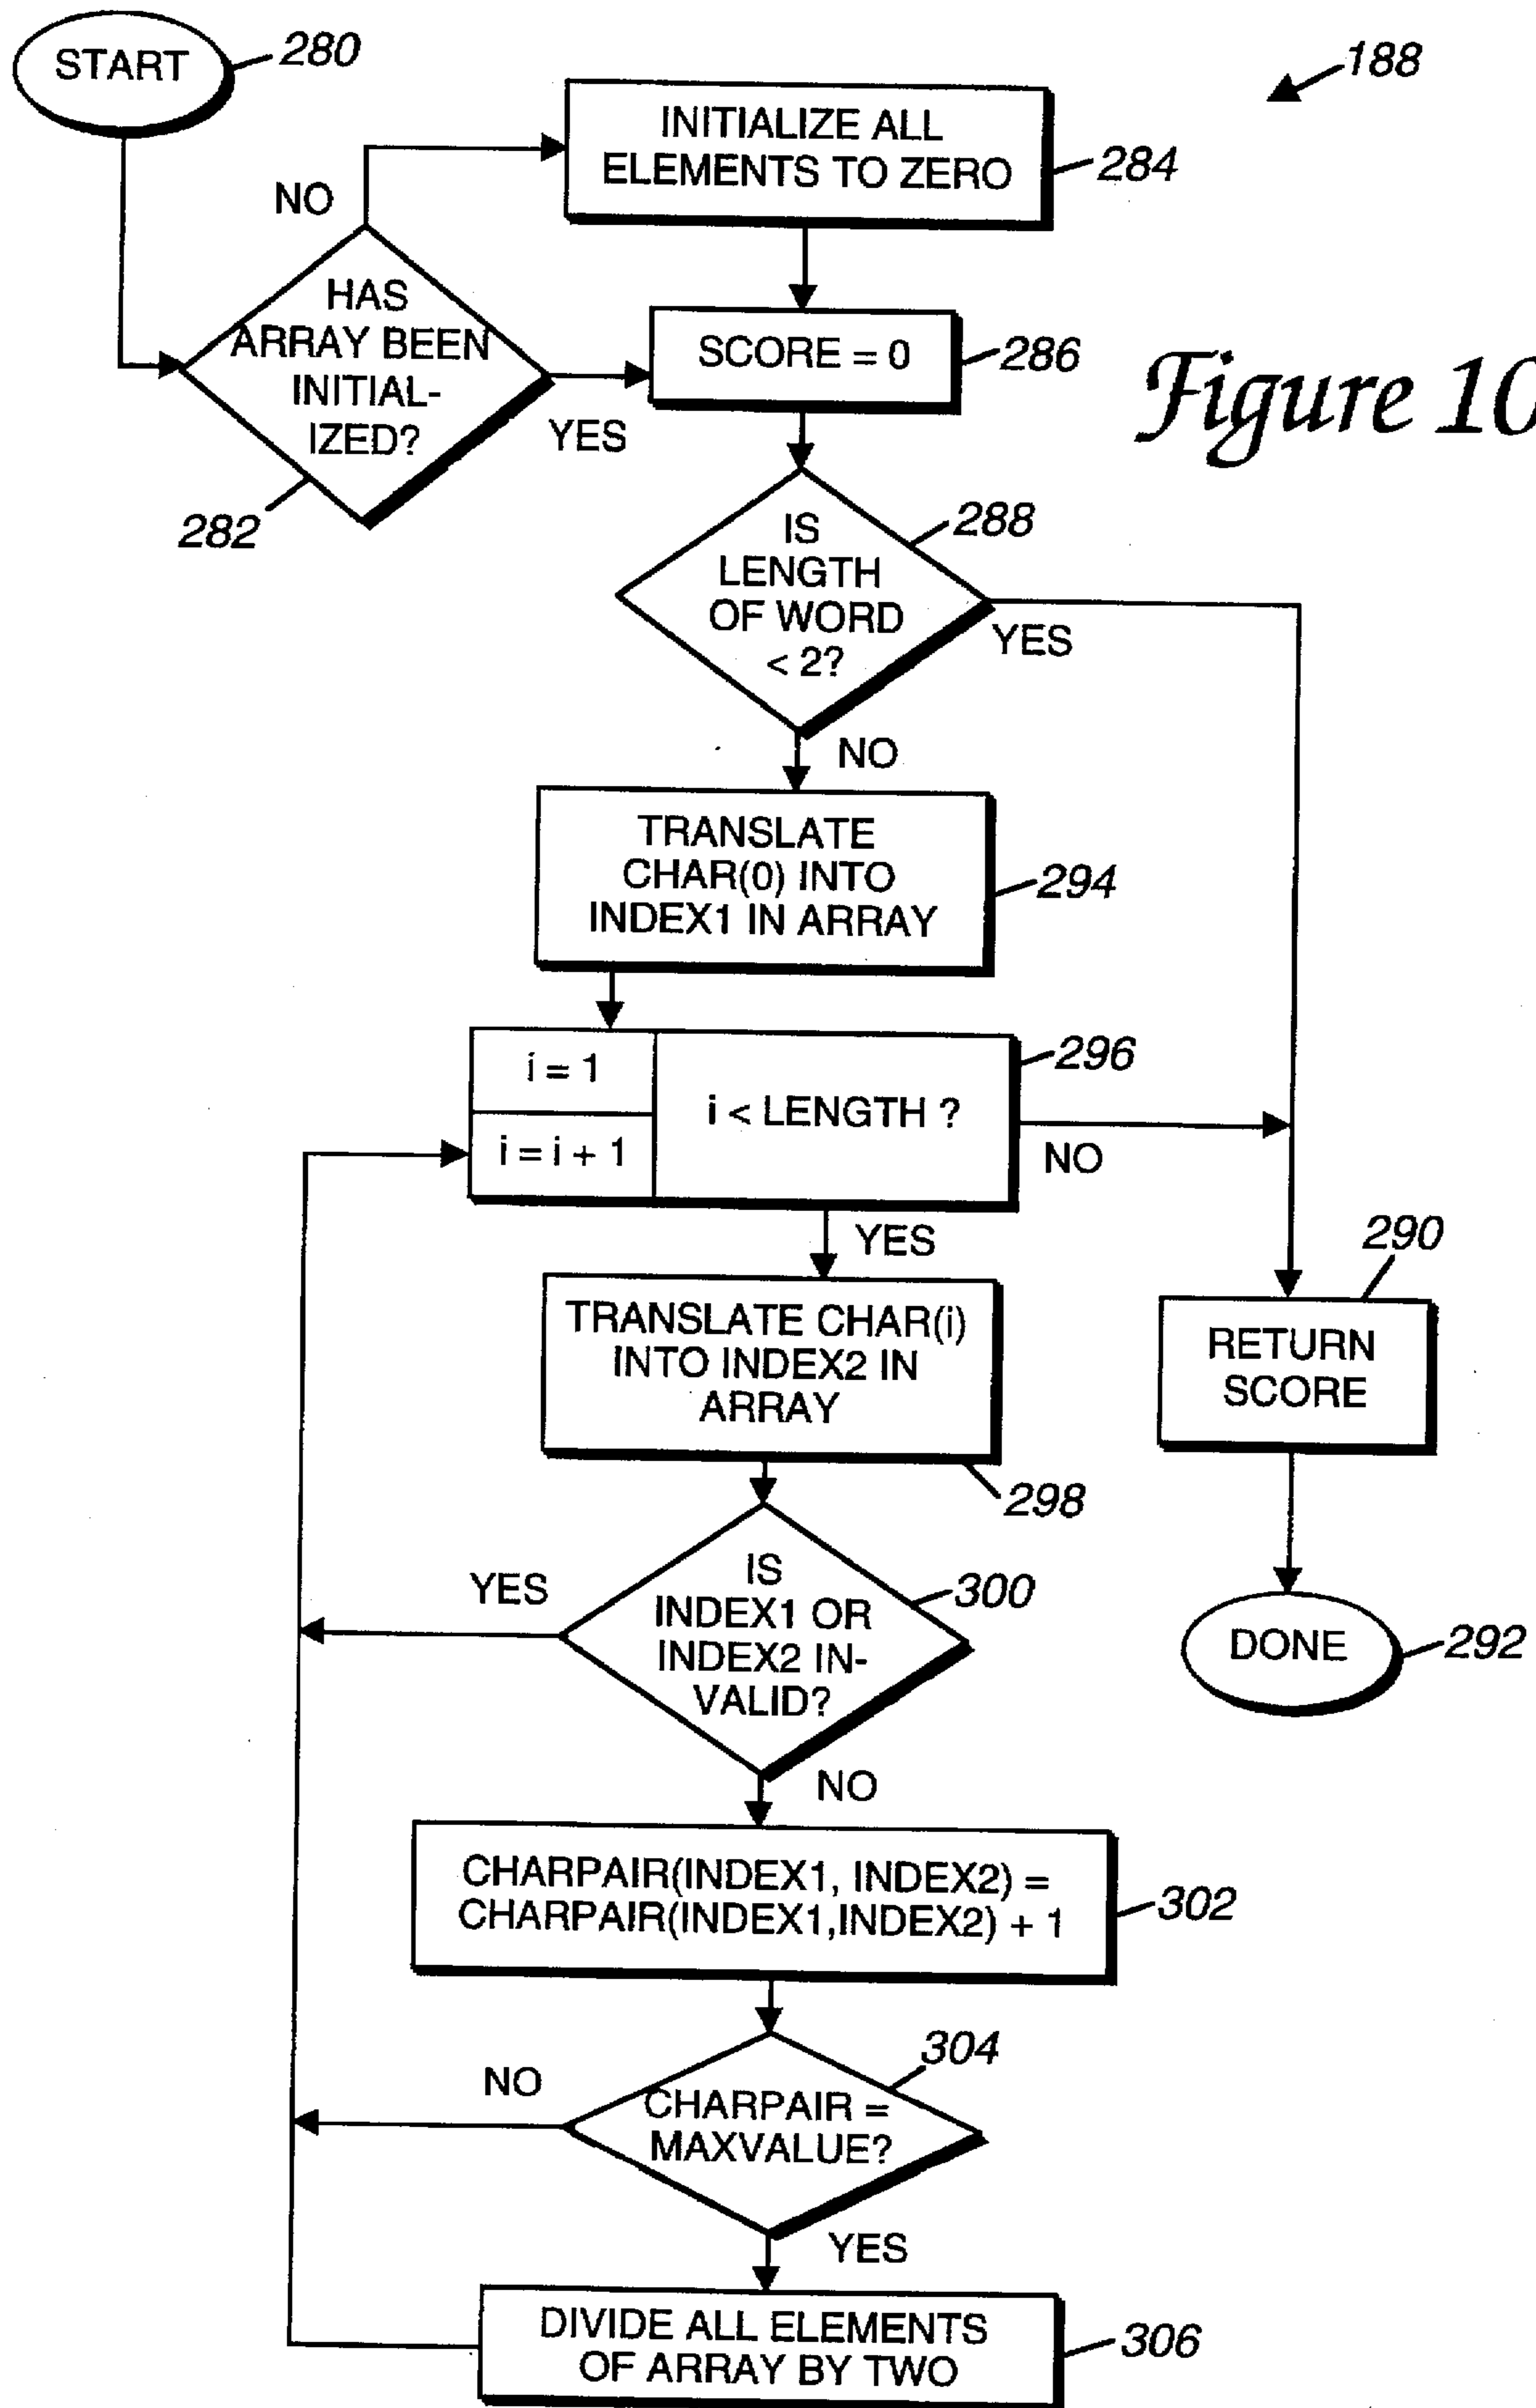 START
280
188
INITIALIZE ALL
ELEMENTS TO ZERO
284
NO
HAS
ARRAY BEEN
INITIAL-
IZED?
282
YES
SCORE = 0
286
Figure 10
IS
LENGTH
OF WORD
< 2?
288
YES
NO
TRANSLATE
CHAR(0) INTO
INDEX1 IN ARRAY
294
i = 1
i = i + 1
i < LENGTH ?
296
NO
YES
TRANSLATE CHAR(i)
INTO INDEX2 IN
ARRAY
298
290
RETURN
SCORE
DONE
292
IS
INDEX1 OR
INDEX2 IN-
VALID?
300
YES
NO
CHARPAIR(INDEX1, INDEX2) =
CHARPAIR(INDEX1,INDEX2) + 1
302
CHARPAIR =
MAXVALUE?
304
NO
YES
DIVIDE ALL ELEMENTS
OF ARRAY BY TWO
306